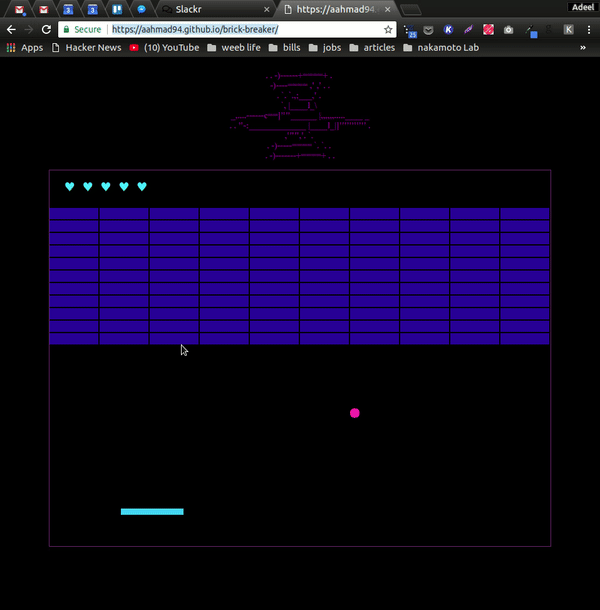 Adeel
Slackr
https://aahmad94
Secure
https://aahmad94.github.io/brick-breaker/
25
Apps
Hacker News
(10) YouTube
weeb life
bills
jobs
articles
nakamoto Lab
»